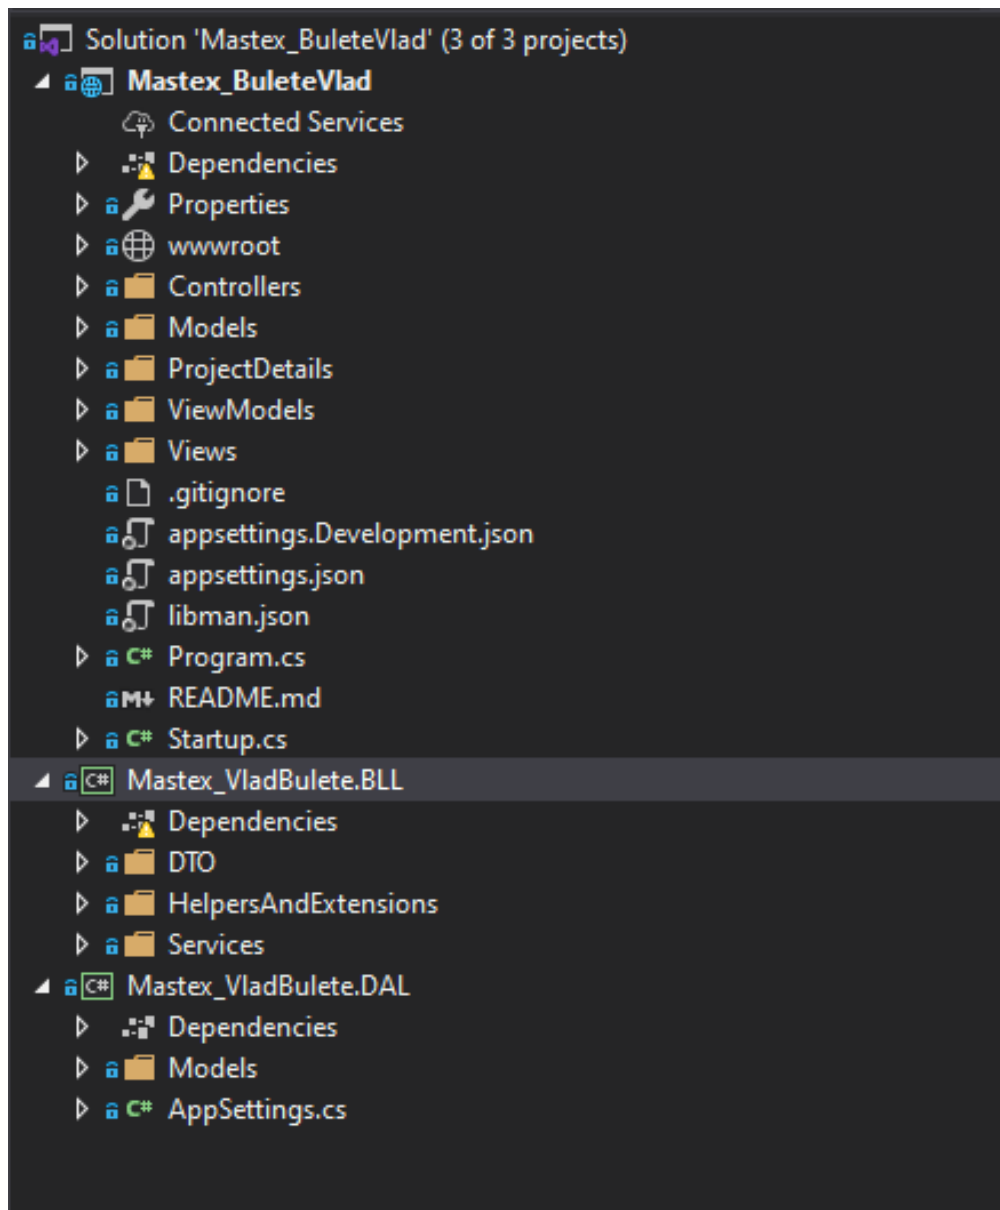 Solution 'Mastex_BuleteVlad' (3 of 3 projects)
Mastex_BuleteVlad
Connected Services
Dependencies
Properties
wwwroot
Controllers
Models
ProjectDetails
ViewModels
Views
.gitignore
appsettings.Development.json
appsettings.json
libman.json
C# Program.cs
M↓ README.md
C# Startup.cs
C# Mastex_VladBulete.BLL
Dependencies
DTO
HelpersAndExtensions
Services
C# Mastex_VladBulete.DAL
Dependencies
Models
C# AppSettings.cs